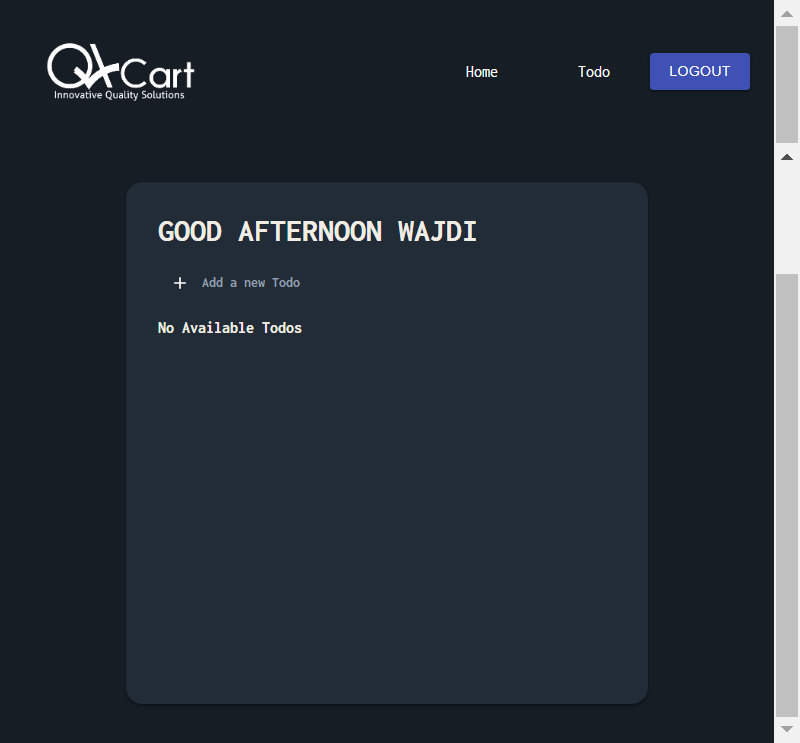 QACart
Innovative Quality Solutions
Home
Todo
LOGOUT
GOOD AFTERNOON WAJDI
Add a new Todo
No Available Todos